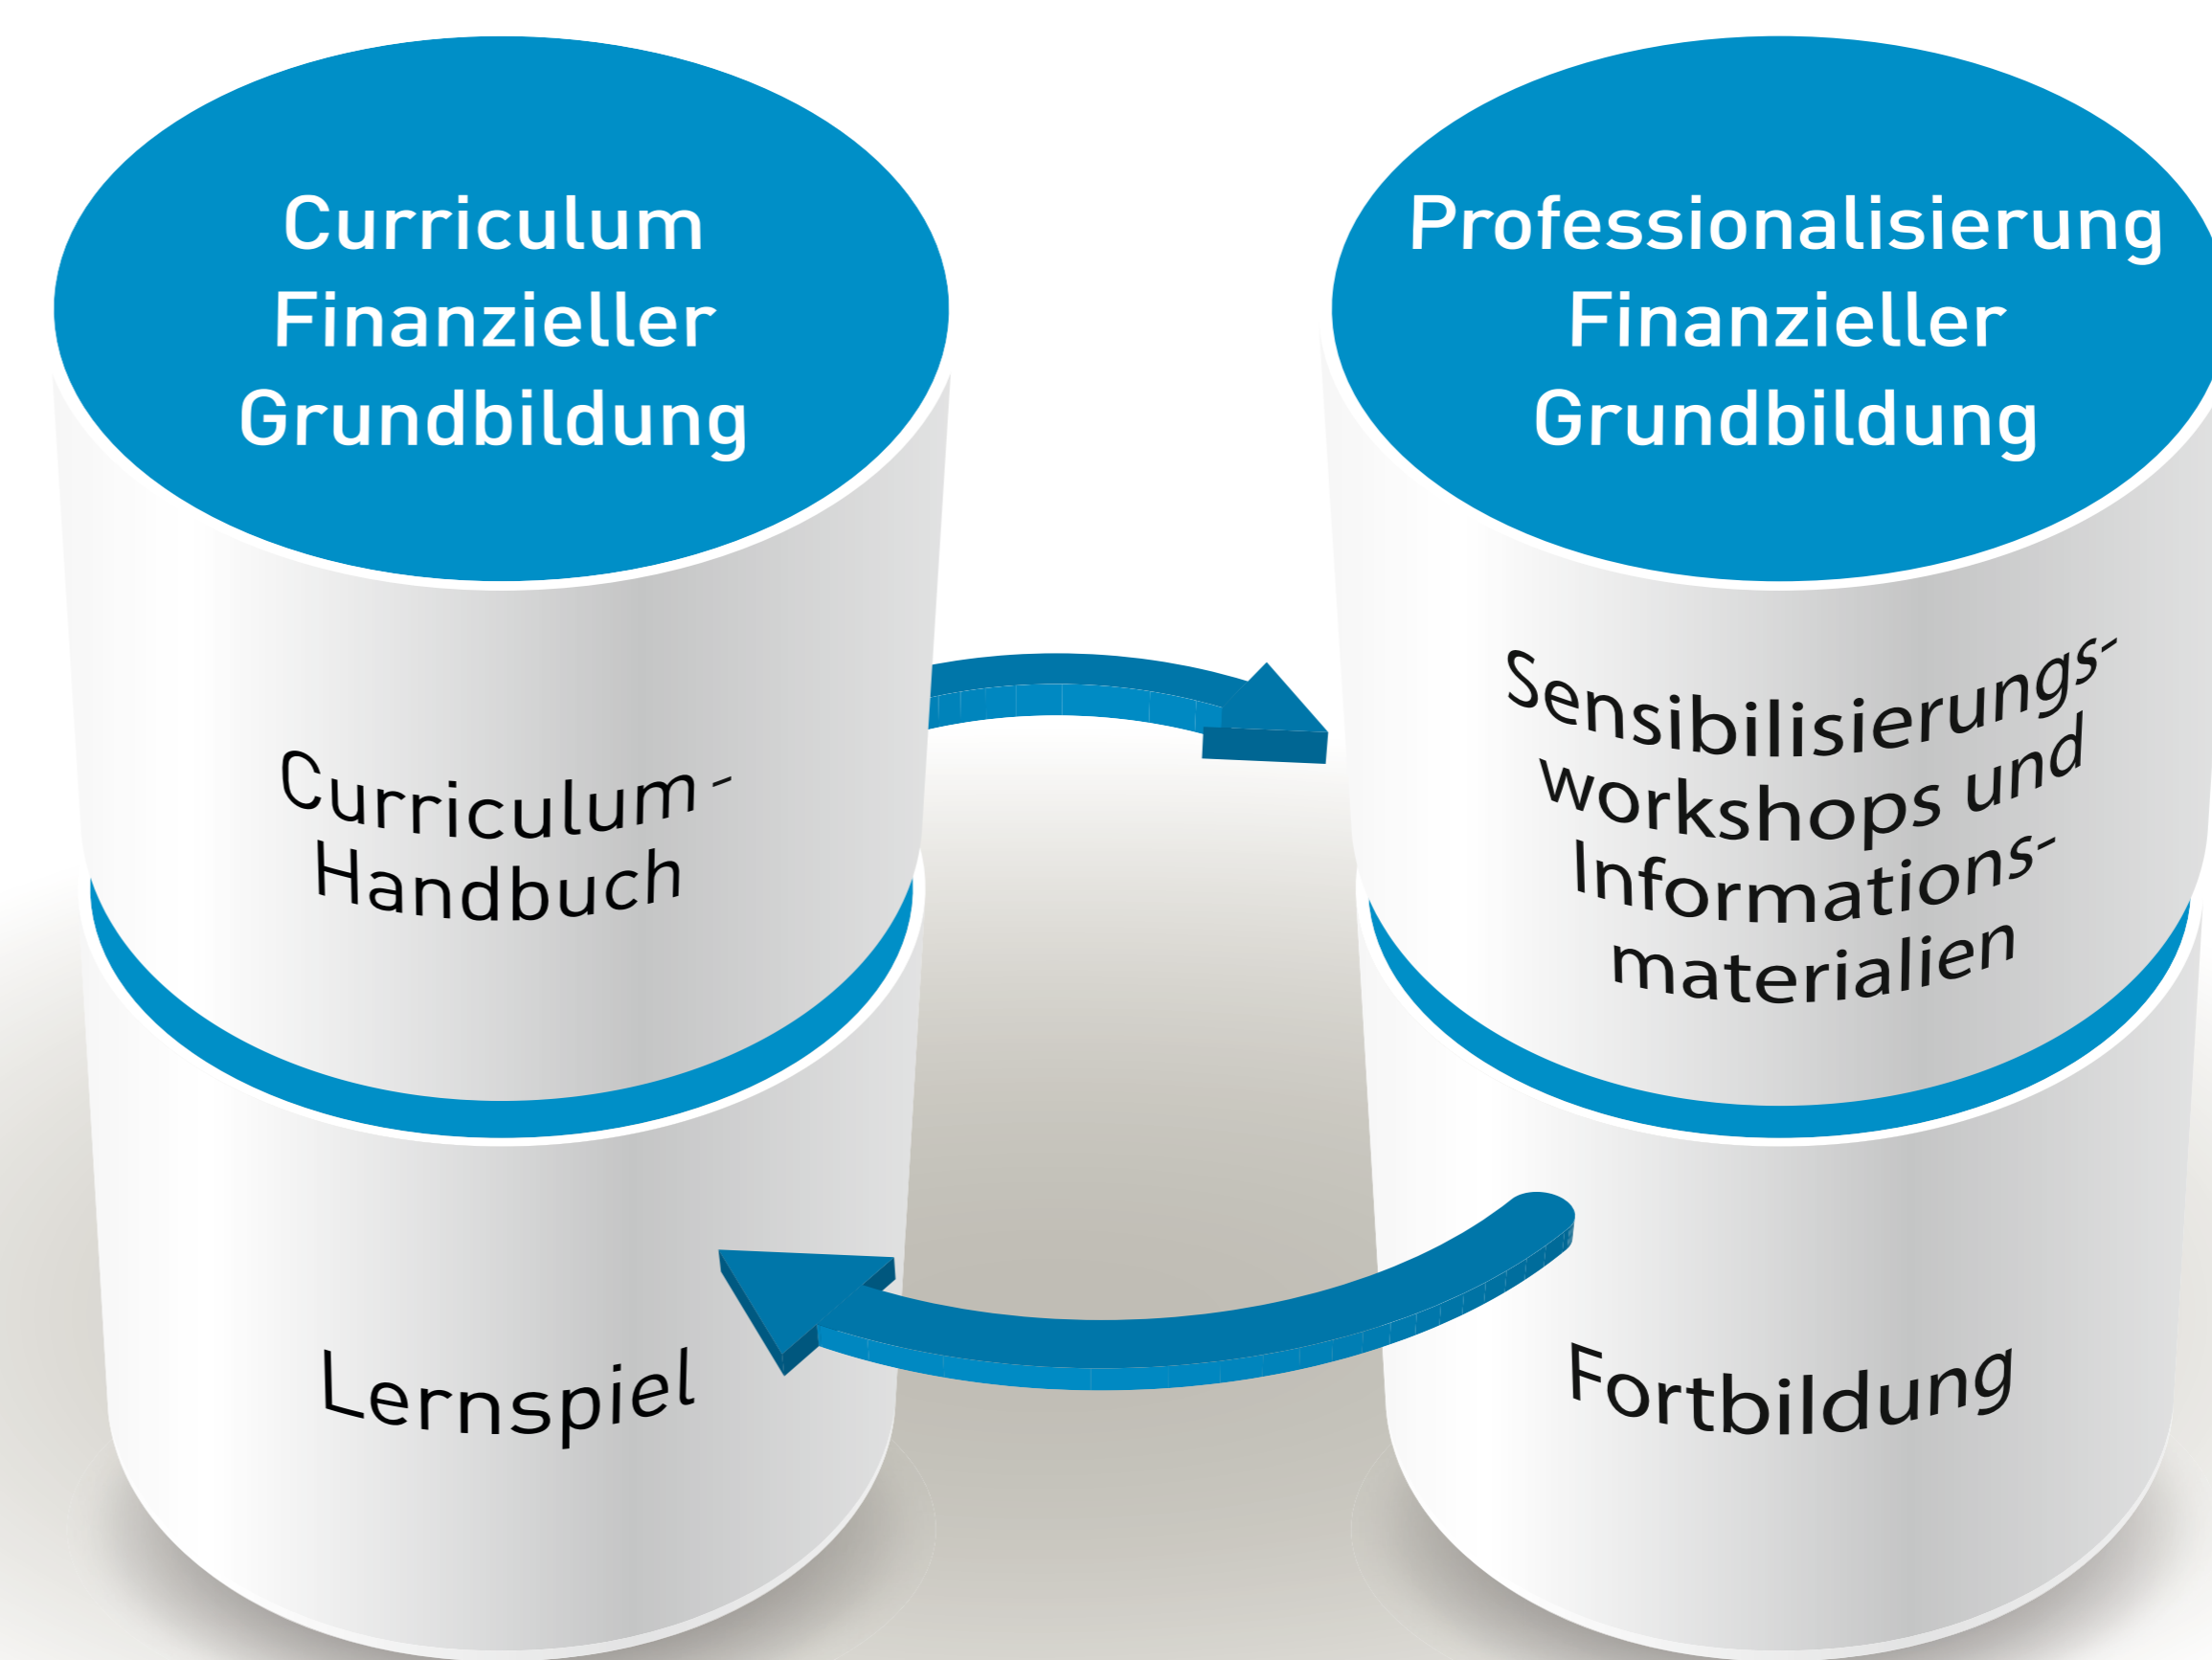 Curriculum
Finanzieller
Grundbildung
Curriculum-
Handbuch
Lernspiel
Professionalisierung
Finanzieller
Grundbildung
Sensibilisierungs-
workshops und
Informations-
materialien
Fortbildung